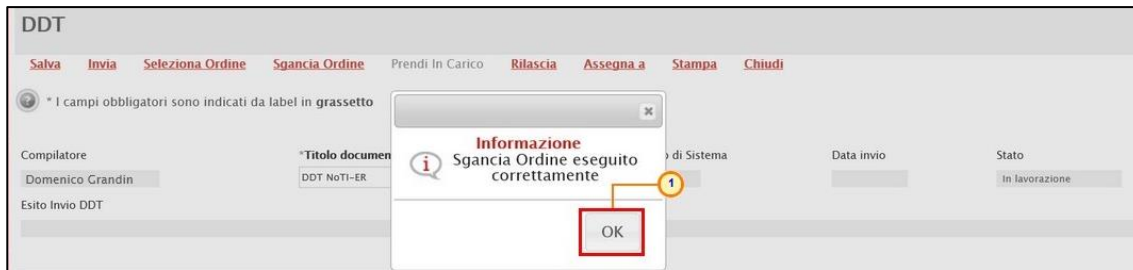 DDT
Salva Invia Seleziona Ordine Sgancia Ordine Prendi In Carico Rilascia Assegna a Stampa Chiudi
* I campi obbligatori sono indicati da label in grassetto
Informazione
Sgancia Ordine eseguito
correttamente
1
OK
Compilatore *Titolo documen di Sistema Data invio Stato
Domenico Grandin DDT NoTI-ER In lavorazione
Esito Invio DDT